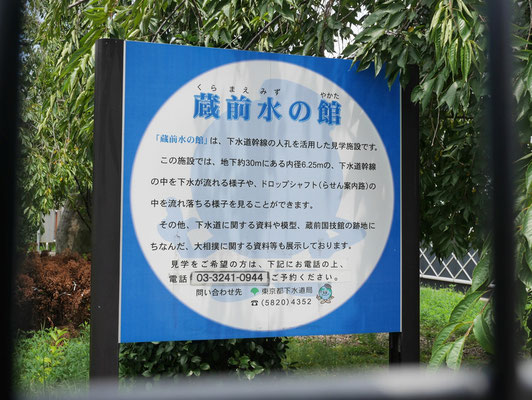 くらまえみず やかた
蔵前水の館
「蔵前水の館」は、下水道幹線の人孔を活用した見学施設です。
この施設では、地下約30mにある内径6.25mの、下水道幹線
の中を下水が流れる様子や、ドロップシャフト(らせん案内路)の
中を流れ落ちる様子を見ることができます。
その他、下水道に関する資料や模型、蔵前国技館の跡地に
ちなんだ、大相撲に関する資料等も展示しております。
見学をご希望の方は、下記にお電話の上、
電話 03-3241-0944 ご予約ください。
問い合わせ先 東京都下水道局
☎(5820)4352